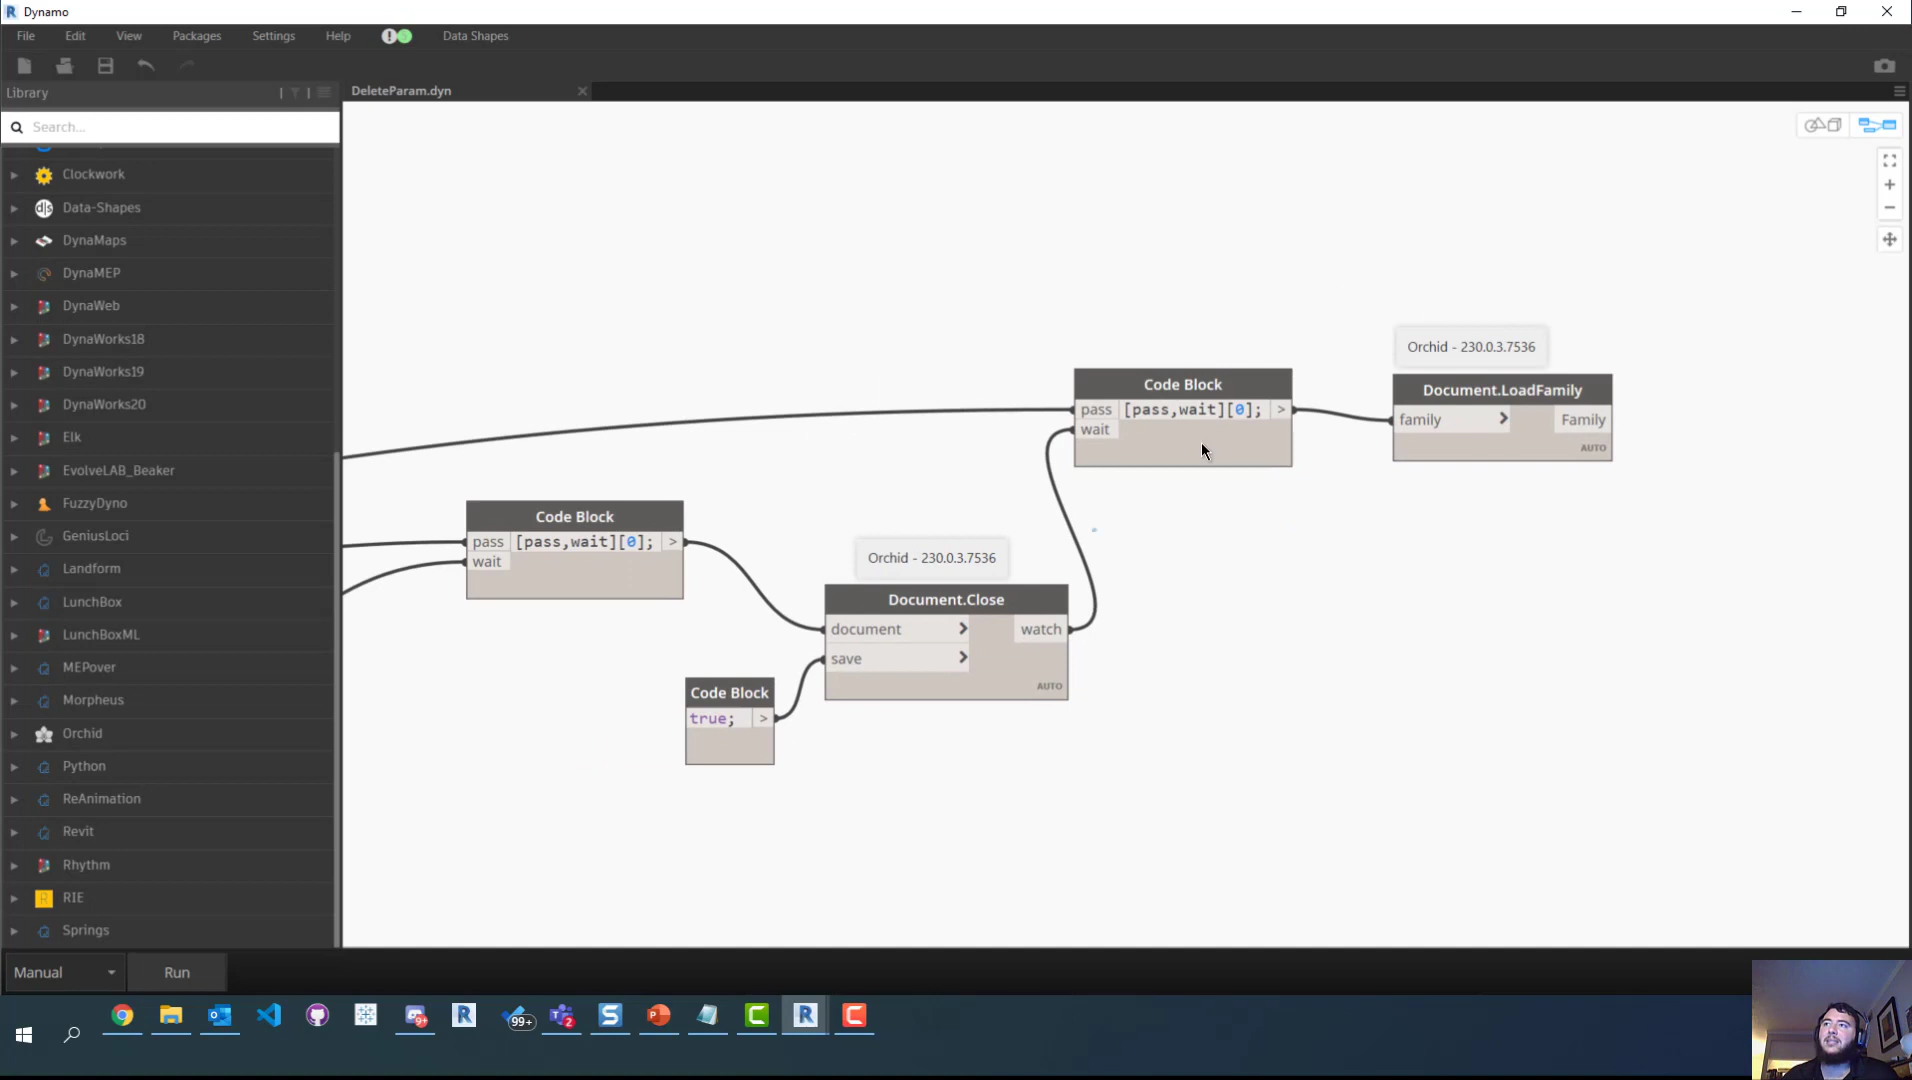 Dynamo
File Edit View Packages Settings Help Data Shapes
Library
DeleteParam.dyn
Search...
Clockwork
Data-Shapes
DynaMaps
DynaMEP
DynaWeb
DynaWorks18
DynaWorks19
DynaWorks20
Elk
EvolveLAB_Beaker
FuzzyDyno
GeniusLoci
Landform
LunchBox
LunchBoxML
MEPover
Morpheus
Orchid
Python
ReAnimation
Revit
Rhythm
RIE
Springs
Orchid - 230.0.3.7536
Code Block
pass [pass,wait][0]; >
wait
Document.LoadFamily
family > Family
AUTO
Code Block
pass [pass,wait][0]; >
wait
Orchid - 230.0.3.7536
Document.Close
document > watch
save >
AUTO
Code Block
true; >
Manual Run
99+